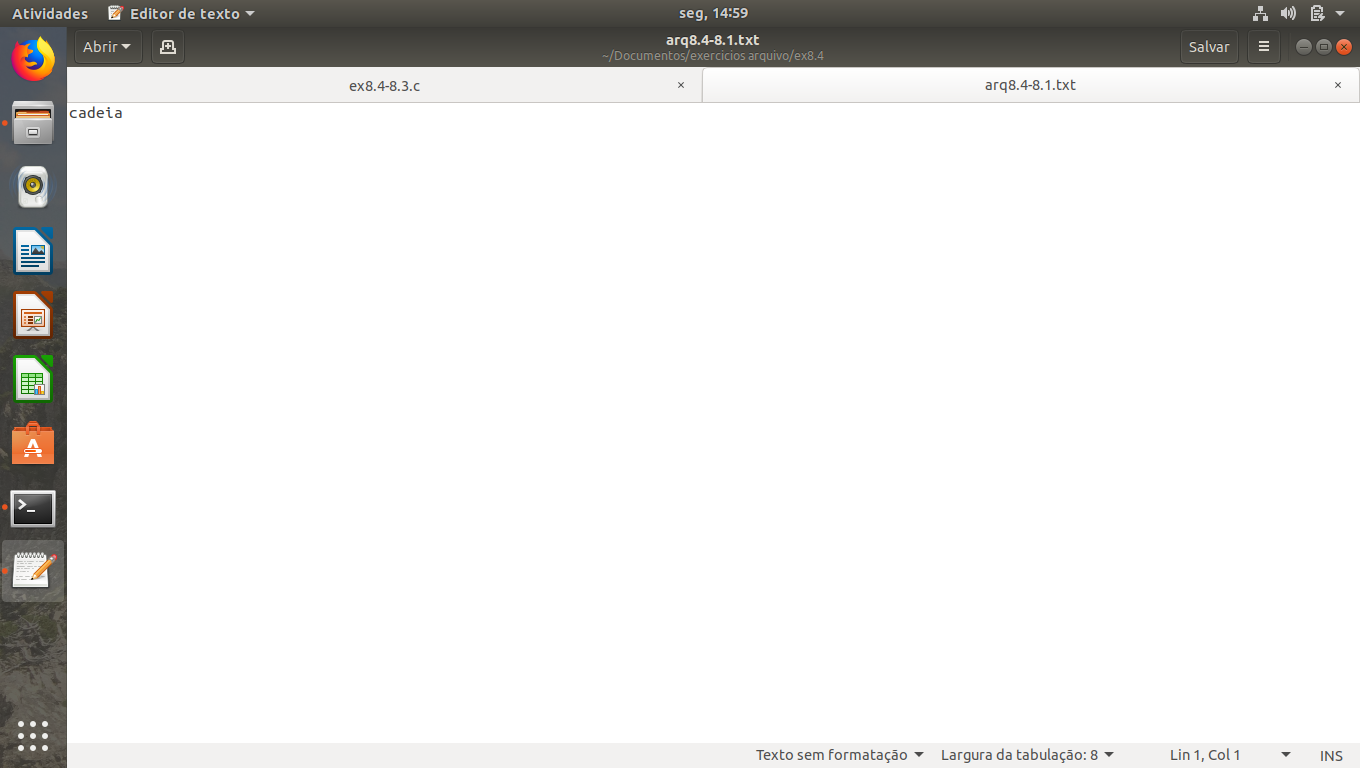 Atividades Editor de texto seg, 14:59
Abrir arq8.4-8.1.txt Salvar
~/Documentos/exercicios arquivo/ex8.4
ex8.4-8.3.c × arq8.4-8.1.txt ×
cadeia
Texto sem formatação Largura da tabulação: 8 Lin 1, Col 1 INS